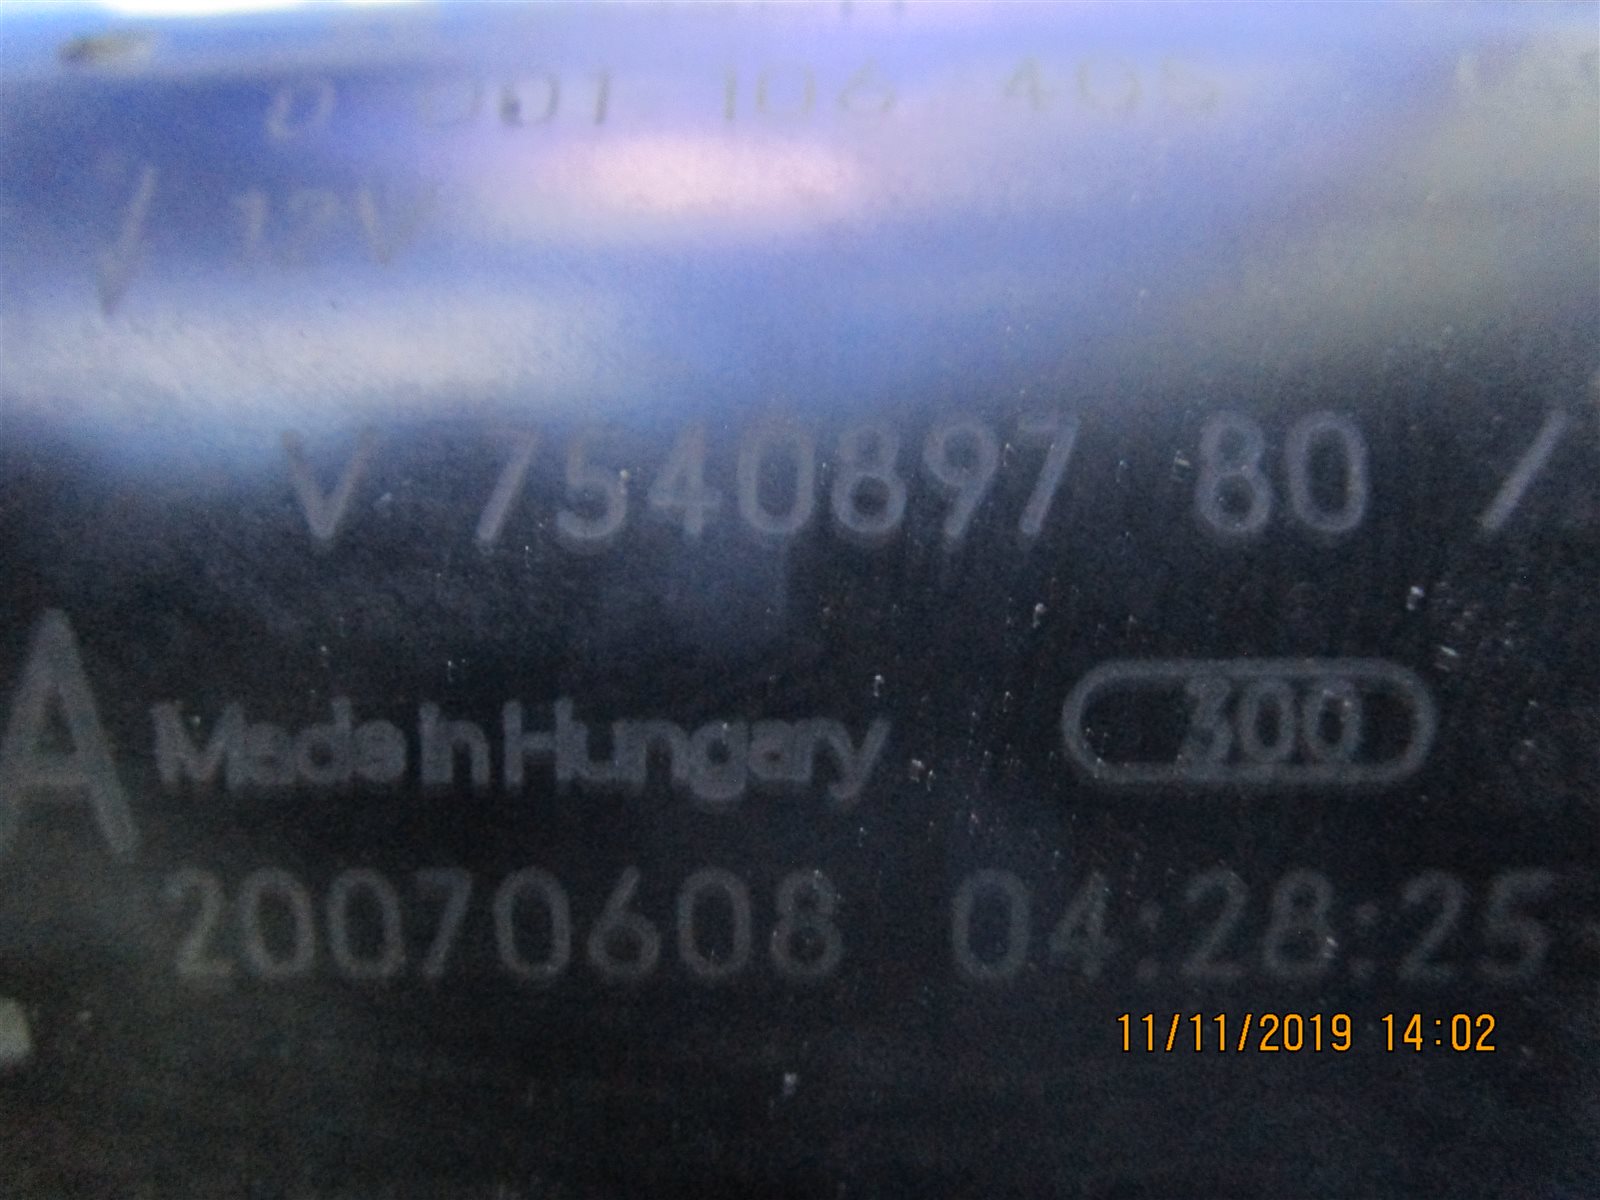 0 001 106 405
12V
V 7540897 80 /
A Made in Hungary 300
20070608 04:28:25
11/11/2019 14:02